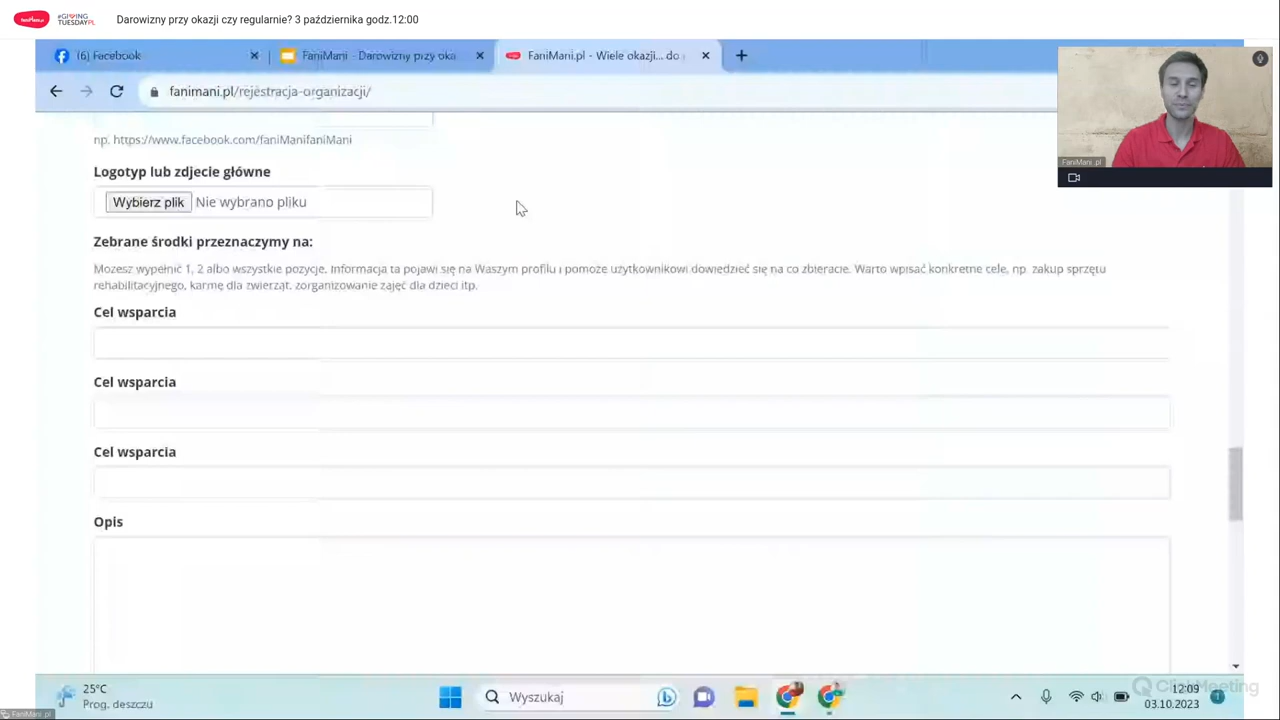 FaniMani.pl
#GIVING
TUESDAYPL
Darowizny przy okazji czy regularnie? 3 października godz.12:00
(6) Facebook
FaniMani - Darowizny przy oka
FaniMani.pl - Wiele okazji... do
fanimani.pl/rejestracja-organizacji/
np. https://www.facebook.com/faniManifaniMani
Logotyp lub zdjecie główne
Wybierz plik Nie wybrano pliku
Zebrane środki przeznaczymy na:
Możesz wypełnić 1, 2 albo wszystkie pozycje. Informacja ta pojawi się na Waszym profilu i pomoże użytkownikowi dowiedzieć się na co zbieracie. Warto wpisać konkretne cele, np. zakup sprzętu
rehabilitacyjnego, karmę dla zwierząt, zorganizowanie zajęć dla dzieci itp.
Cel wsparcia
Cel wsparcia
Cel wsparcia
Opis
FaniMani .pl
25°C
Prog. deszczu
Wyszukaj
ClickMeeting
12:09
03.10.2023
1
FaniMani .pl